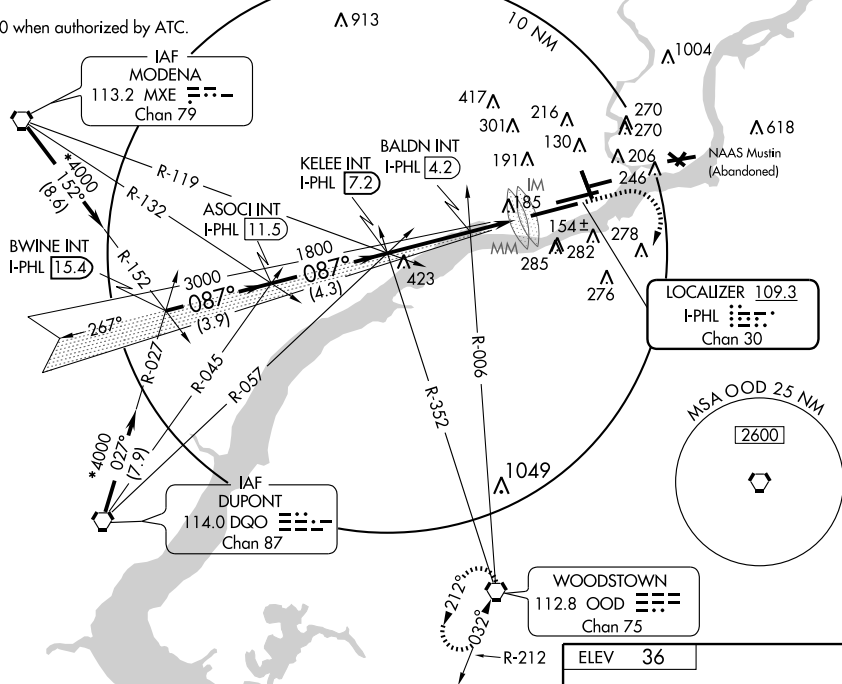 0 when authorized by ATC.
913
10 NM
1004
IAF
MODENA
113.2 MXE
Chan 79
417
301
216
130
191
270
270
206
246
618
NAAS Mustin
(Abandoned)
*4000
152°
(8.6)
R-119
R-132
R-152
BALDN INT
I-PHL 4.2
KELEE INT
I-PHL 7.2
ASOCI INT
I-PHL 11.5
BWINE INT
I-PHL 15.4
IM
185
MM
154±
285
282
278
276
3000
087°
(3.9)
1800
087°
(4.3)
423
267°
R-027
R-045
R-057
R-006
R-352
LOCALIZER 109.3
I-PHL
Chan 30
MSA OOD 25 NM
2600
*4000
027°
(7.9)
IAF
DUPONT
114.0 DQO
Chan 87
1049
WOODSTOWN
112.8 OOD
Chan 75
212°
032°
R-212
ELEV 36